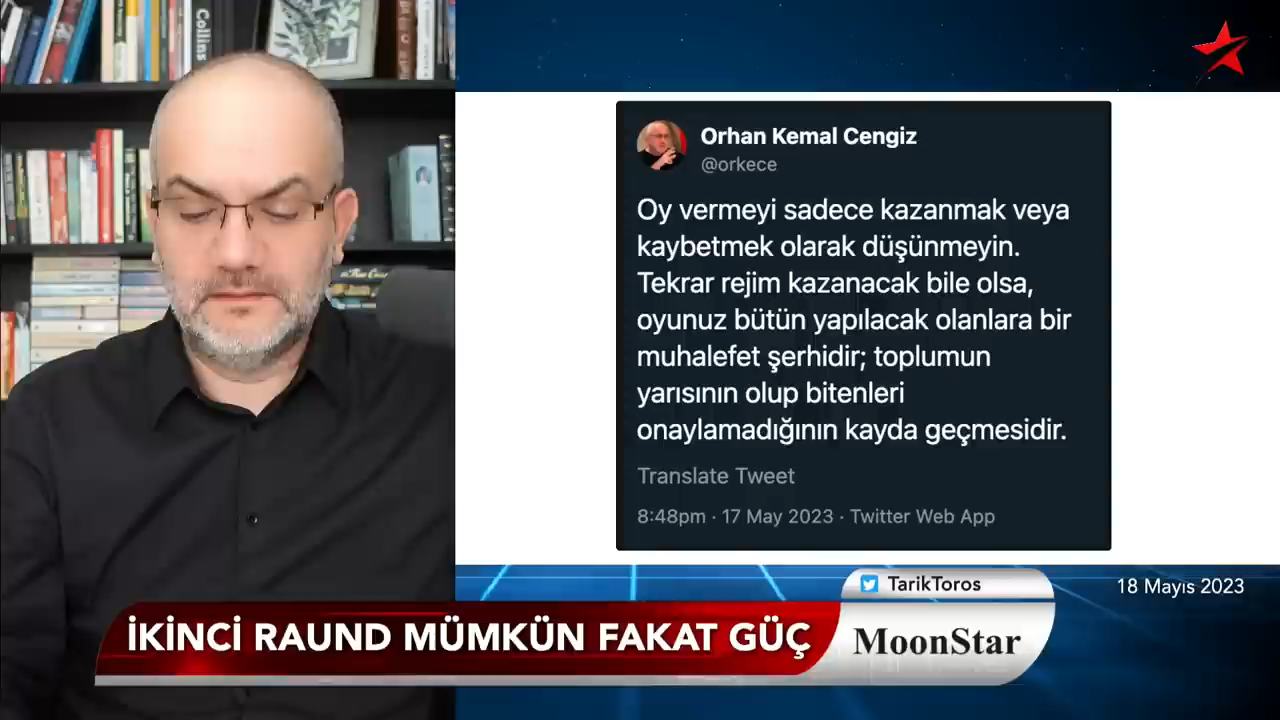 Collins
Orhan Kemal Cengiz
@orkece
Oy vermeyi sadece kazanmak veya
kaybetmek olarak düşünmeyin.
Tekrar rejim kazanacak bile olsa,
oyunuz bütün yapılacak olanlara bir
muhalefet şerhidir; toplumun
yarısının olup bitenleri
onaylamadığının kayda geçmesidir.
Translate Tweet
8:48pm · 17 May 2023 · Twitter Web App
TarikToros
18 Mayıs 2023
İKİNCİ RAUND MÜMKÜN FAKAT GÜÇ
MoonStar